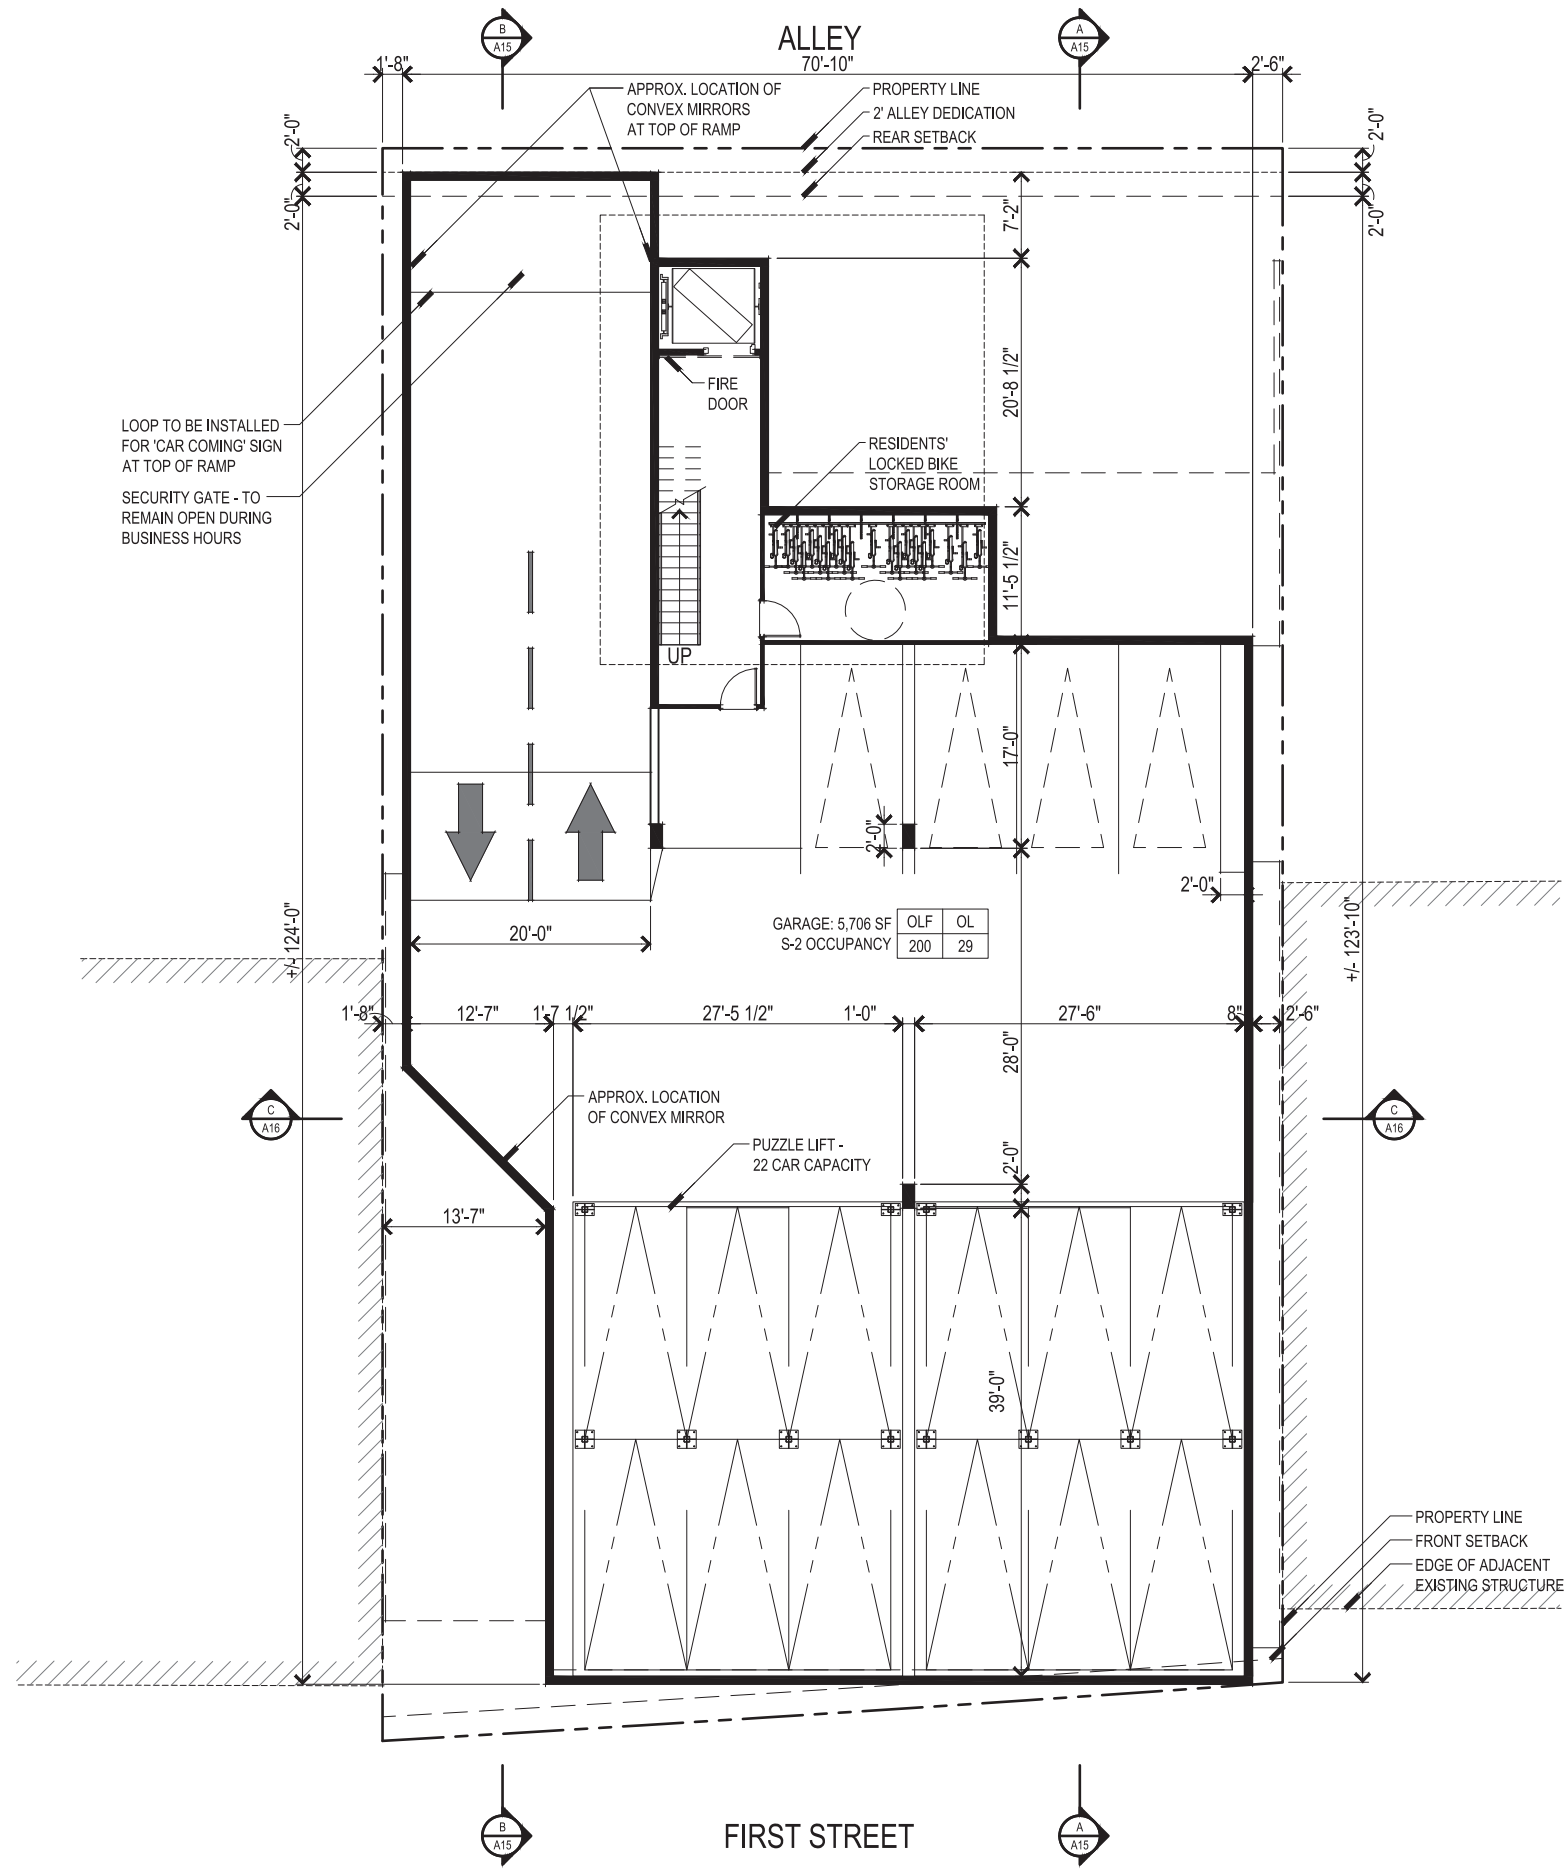 B
A15
ALLEY
A
A15
1'-8"
70'-10"
2'-6"
APPROX. LOCATION OF
CONVEX MIRRORS
AT TOP OF RAMP
PROPERTY LINE
2' ALLEY DEDICATION
REAR SETBACK
2'-0"
2'-0"
2'-0"
2'-0"
7'-2"
20'-8 1/2"
FIRE
DOOR
LOOP TO BE INSTALLED
FOR 'CAR COMING' SIGN
AT TOP OF RAMP
SECURITY GATE - TO
REMAIN OPEN DURING
BUSINESS HOURS
RESIDENTS'
LOCKED BIKE
STORAGE ROOM
11'-5 1/2"
UP
17'-0"
2'-0"
2'-0"
GARAGE: 5,706 SF
S-2 OCCUPANCY
OLF OL
200 29
20'-0"
+/- 124'-0"
+/- 123'-10"
1'-8"
12'-7"
1'-7 1/2"
27'-5 1/2"
1'-0"
27'-6"
8"
2'-6"
28'-0"
C
A16
APPROX. LOCATION
OF CONVEX MIRROR
C
A16
PUZZLE LIFT -
22 CAR CAPACITY
2'-0"
13'-7"
39'-0"
PROPERTY LINE
FRONT SETBACK
EDGE OF ADJACENT
EXISTING STRUCTURE
B
A15
FIRST STREET
A
A15